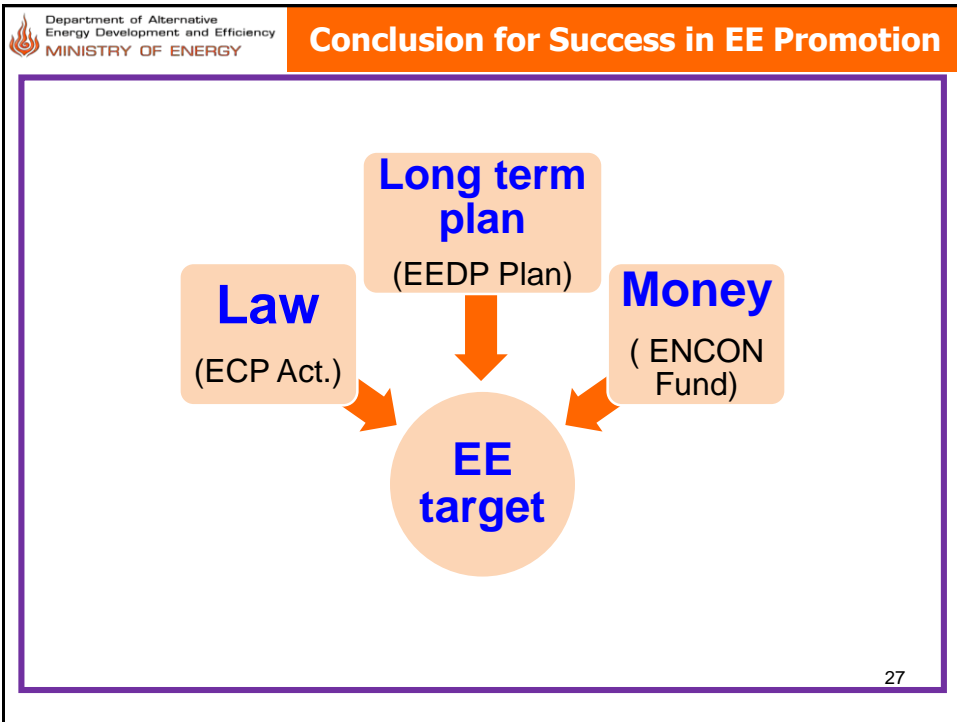 Department of Alternative
Energy Development and Efficiency
MINISTRY OF ENERGY
Conclusion for Success in EE Promotion
Long term
plan
(EEDP Plan)
Law
(ECP Act.)
Money
( ENCON
Fund)
EE
target
27